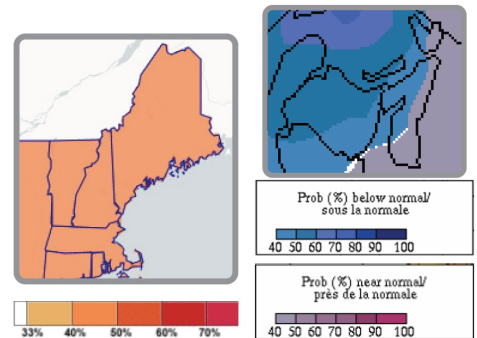 33% 40% 50% 60% 70%
Prob (%) below normal/
sous la normale
40 50 60 70 80 90 100
Prob (%) near normal/
près de la normale
40 50 60 70 80 90 100